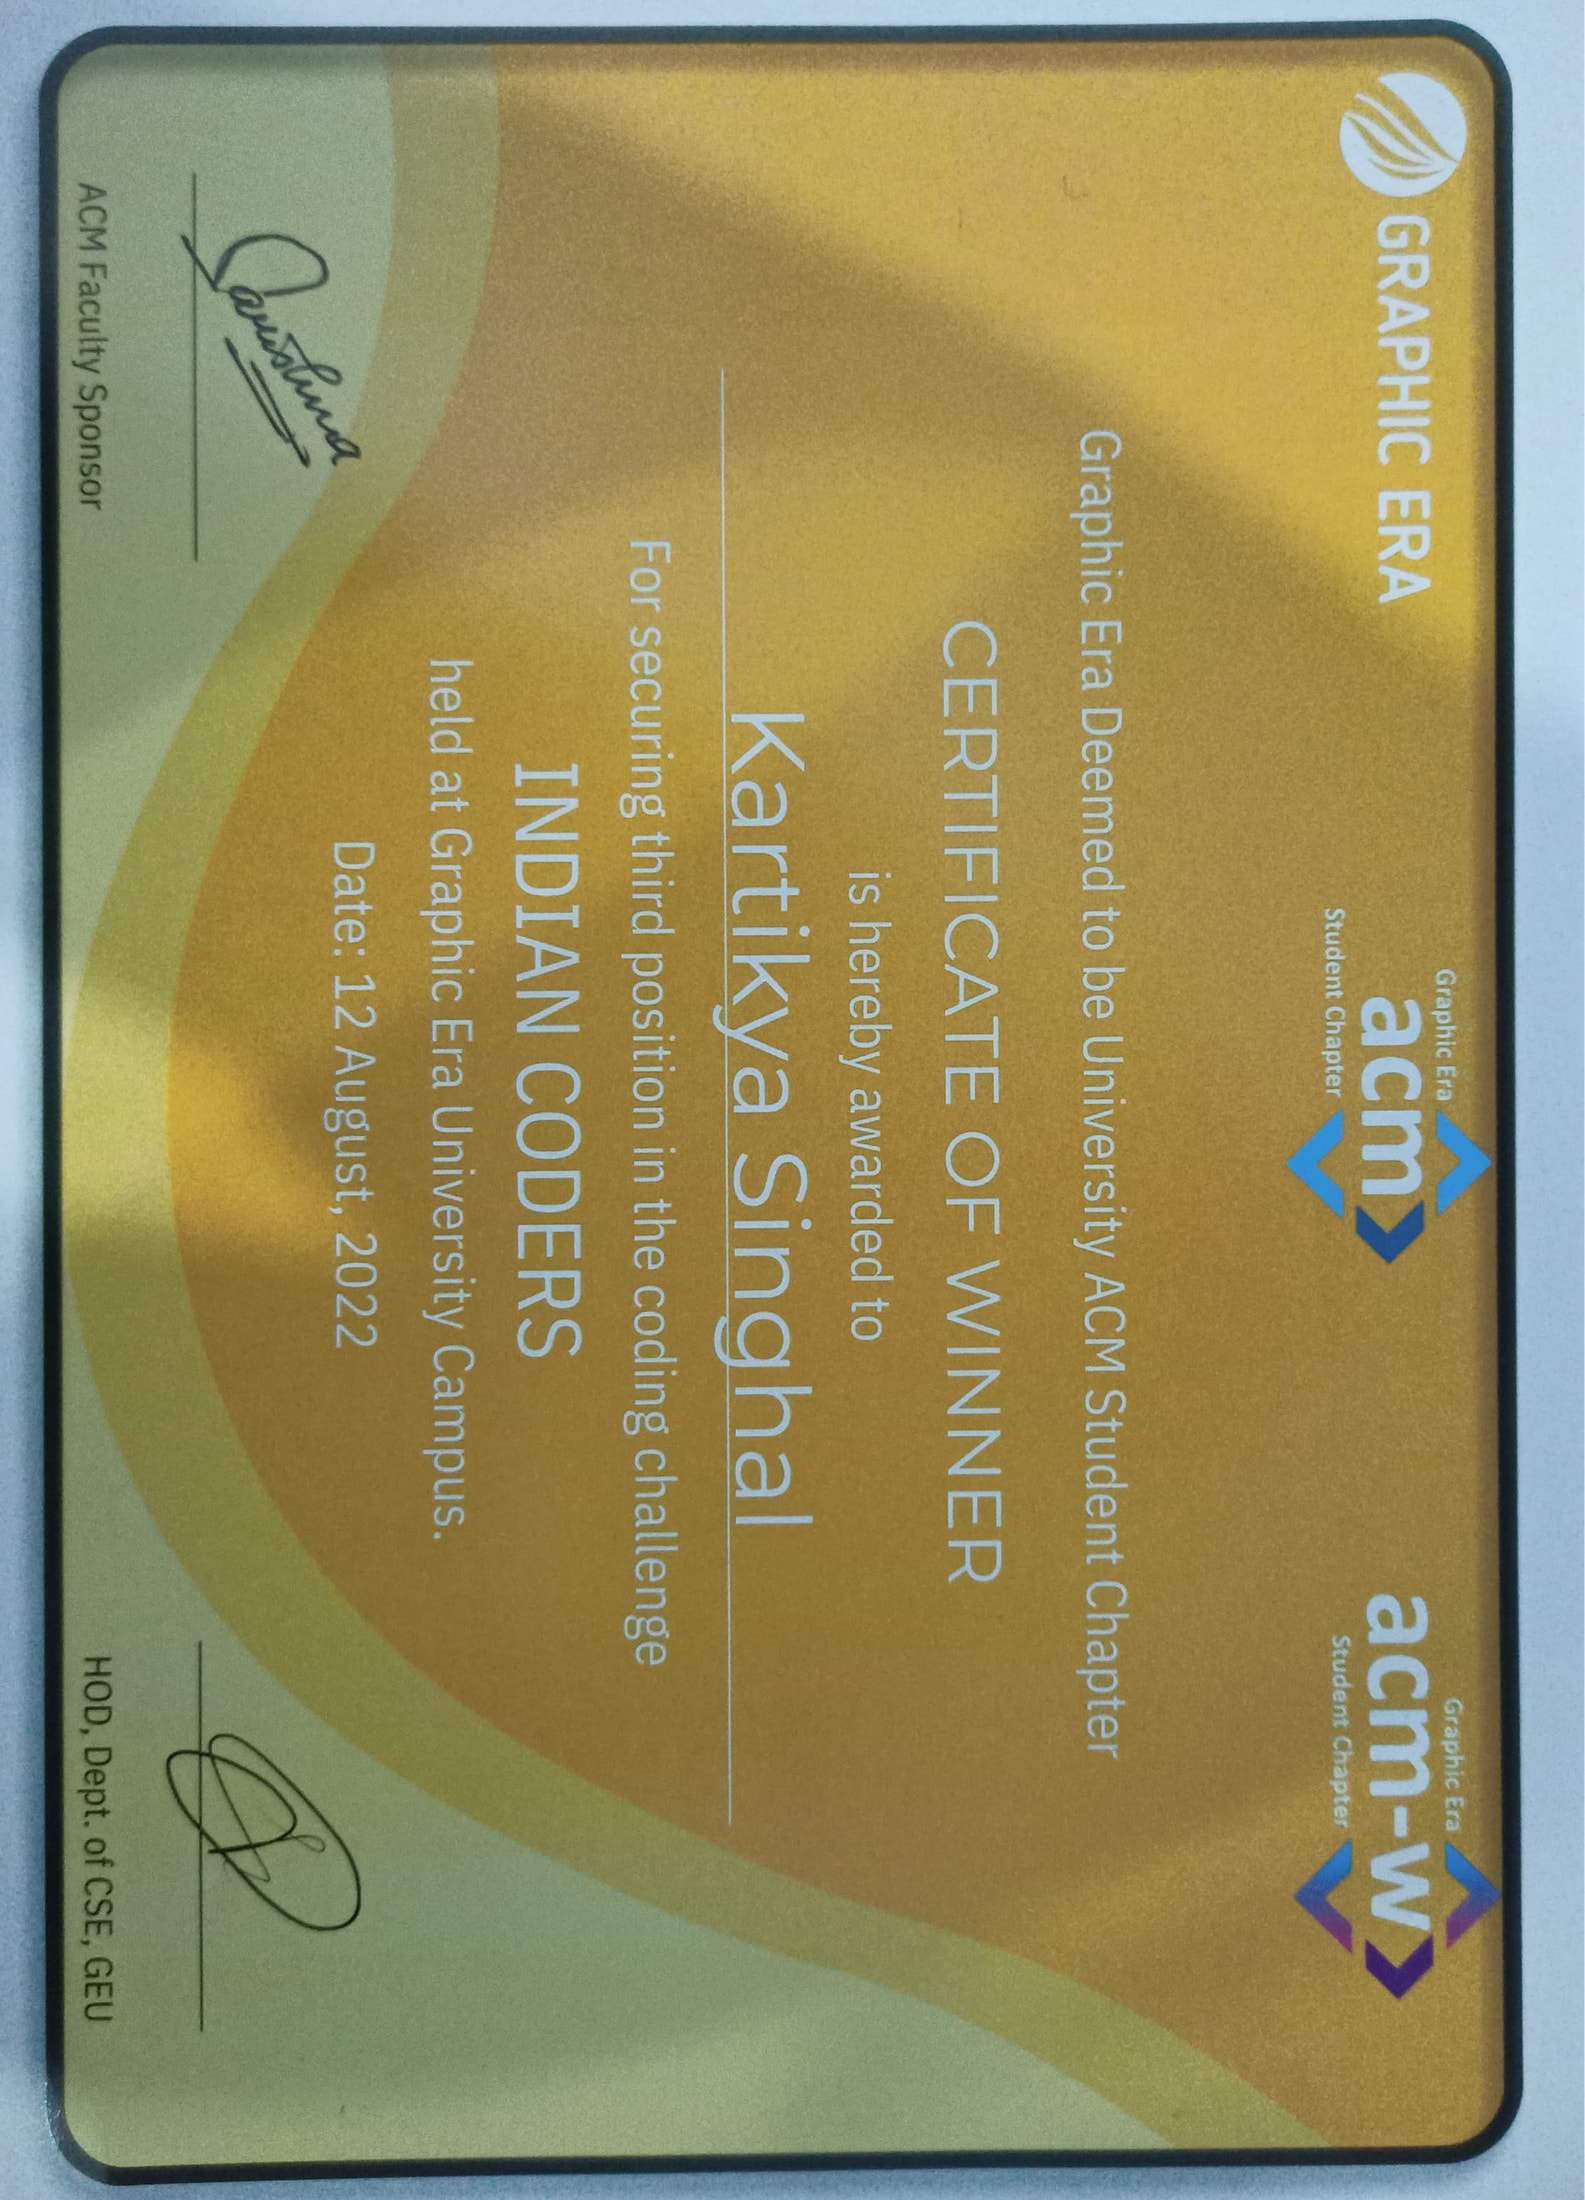 GRAPHIC ERA
Graphic Era
acm
Student Chapter
Graphic Era
acm-w
Student Chapter
Graphic Era Deemed to be University ACM Student Chapter
CERTIFICATE OF WINNER
is hereby awarded to
Kartikya Singhal
For securing third position in the coding challenge
INDIAN CODERS
held at Graphic Era University Campus.
Date: 12 August, 2022
ACM Faculty Sponsor
HOD, Dept. of CSE, GEU